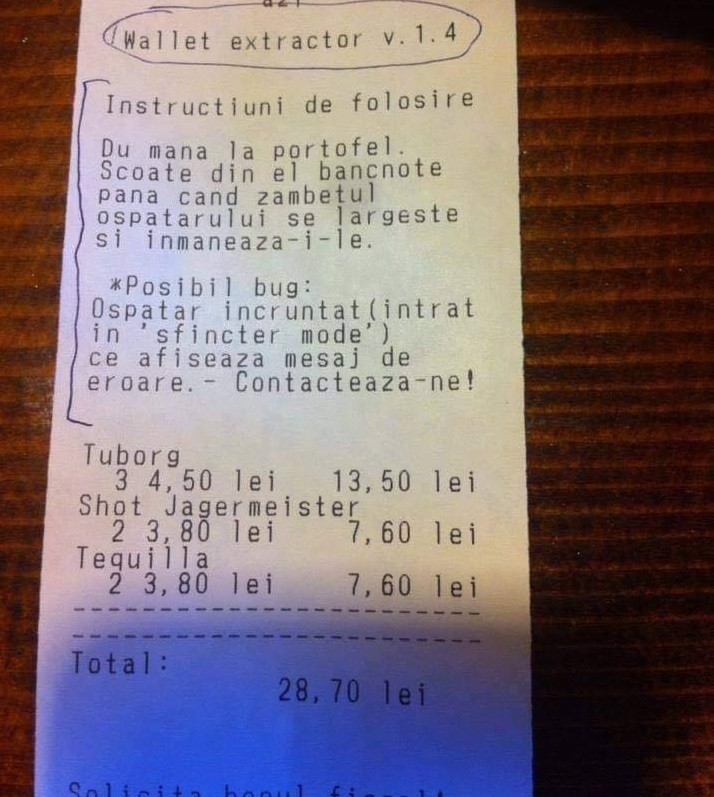 Wallet extractor v.1.4
Instructiuni de folosire
Du mana la portofel.
Scoate din el bancnote
pana cand zambetul
ospatarului se largeste
si inmaneaza-i-le.
*Posibil bug:
Ospatar incruntat(intrat
in 'sfincter mode')
ce afiseaza mesaj de
eroare.- Contacteaza-ne!
Tuborg
3 4,50 lei 13,50 lei
Shot Jagermeister
2 3,80 lei 7,60 lei
Tequilla
2 3,80 lei 7,60 lei
Total:
28,70 lei
Solicita bonul fiscal!